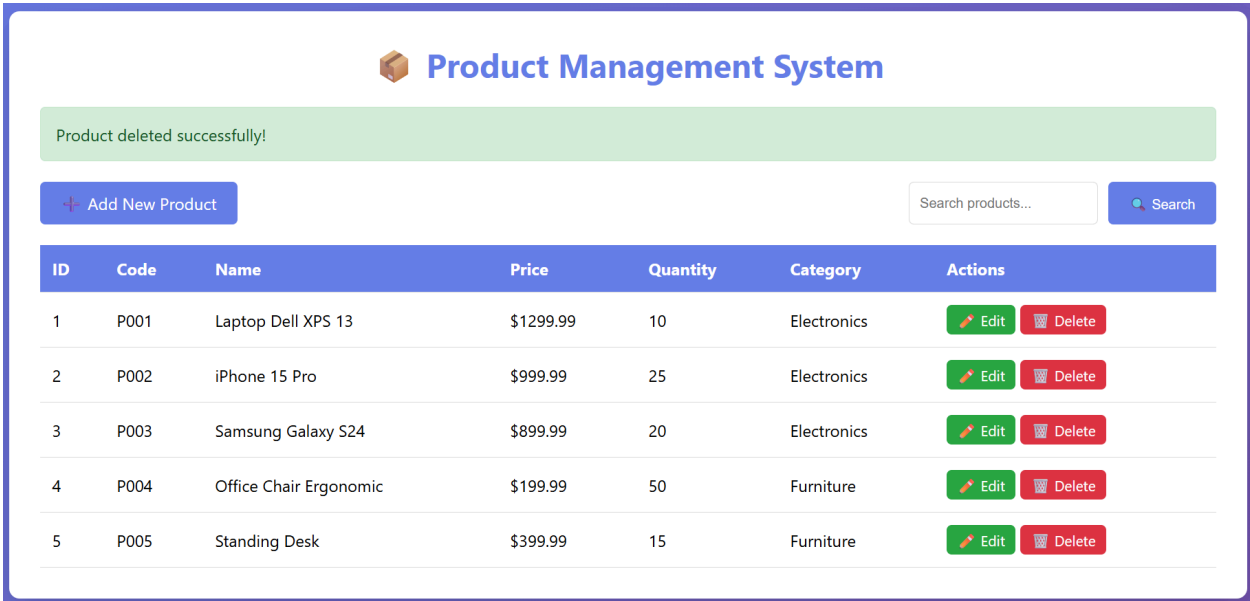 Product Management System
Product deleted successfully!
Add New Product
Search products...
Search
ID Code Name Price Quantity Category Actions
1 P001 Laptop Dell XPS 13 $1299.99 10 Electronics Edit Delete
2 P002 iPhone 15 Pro $999.99 25 Electronics Edit Delete
3 P003 Samsung Galaxy S24 $899.99 20 Electronics Edit Delete
4 P004 Office Chair Ergonomic $199.99 50 Furniture Edit Delete
5 P005 Standing Desk $399.99 15 Furniture Edit Delete